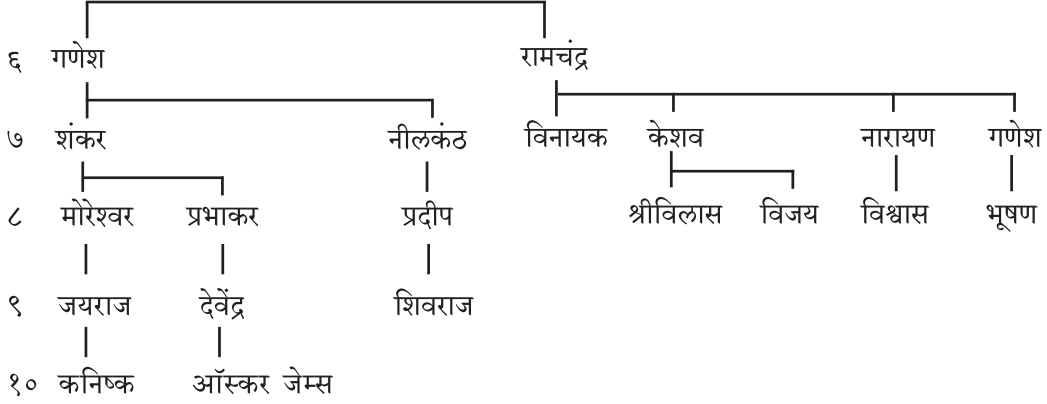 ६ गणेश रामचंद्र
७ शंकर नीलकंठ विनायक केशव नारायण गणेश
८ मोरेश्वर प्रभाकर प्रदीप श्रीविलास विजय विश्वास भूषण
९ जयराज देवेंद्र शिवराज
१० कनिष्क ऑस्कर जेम्स